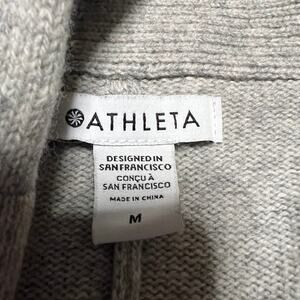 ATHLETA
DESIGNED IN
SAN FRANCISCO
CONÇU À
SAN FRANCISCO
MADE IN CHINA
M